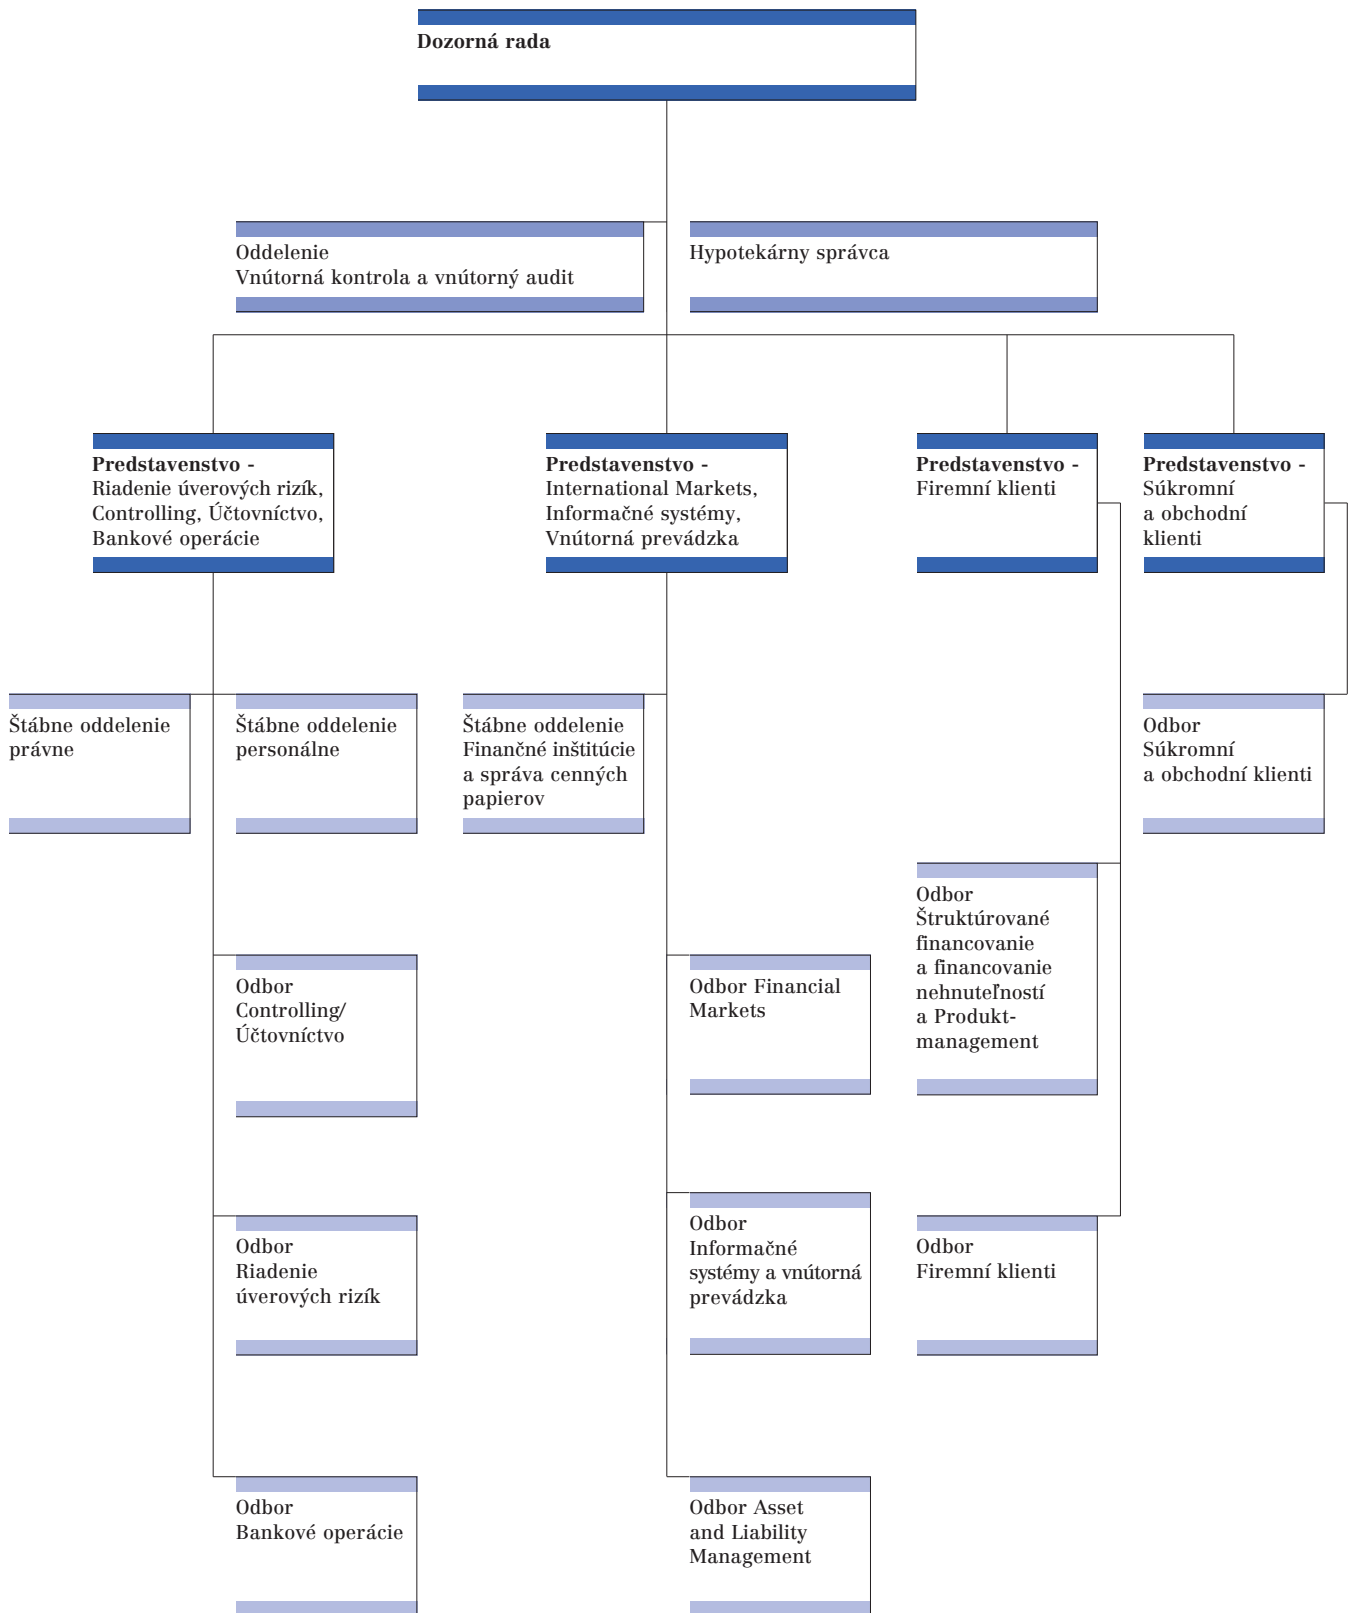 Dozorná rada
Oddelenie
Vnútorná kontrola a vnútorný audit
Hypotekárny správca
Predstavenstvo -
Riadenie úverových rizík,
Controlling, Účtovníctvo,
Bankové operácie
Predstavenstvo -
International Markets,
Informačné systémy,
Vnútorná prevádzka
Predstavenstvo -
Firemní klienti
Predstavenstvo -
Súkromní
a obchodní
klienti
Štábne oddelenie
právne
Štábne oddelenie
personálne
Štábne oddelenie
Finančné inštitúcie
a správa cenných
papierov
Odbor
Súkromní
a obchodní klienti
Odbor
Štruktúrované
financovanie
a financovanie
nehnuteľností
a Produkt-
management
Odbor
Controlling/
Účtovníctvo
Odbor Financial
Markets
Odbor
Informačné
systémy a vnútorná
prevádzka
Odbor
Riadenie
úverových rizík
Odbor
Firemní klienti
Odbor
Bankové operácie
Odbor Asset
and Liability
Management